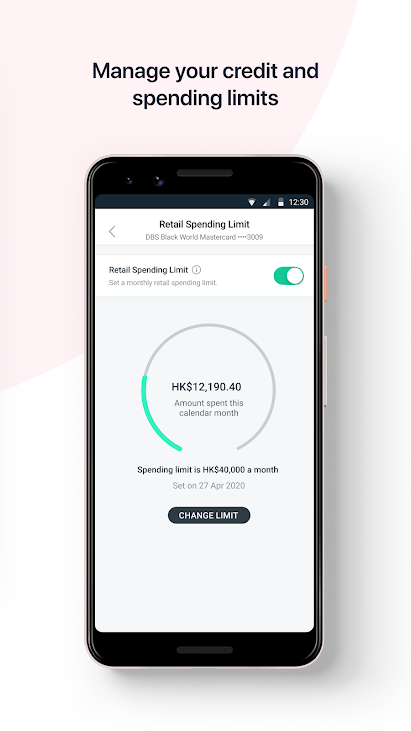 Manage your credit and
spending limits
12:30
Retail Spending Limit
DBS Black World Mastercard ••••3009
Retail Spending Limit
Set a monthly retail spending limit.
HK$12,190.40
Amount spent this
calendar month
Spending limit is HK$40,000 a month
Set on 27 Apr 2020
CHANGE LIMIT